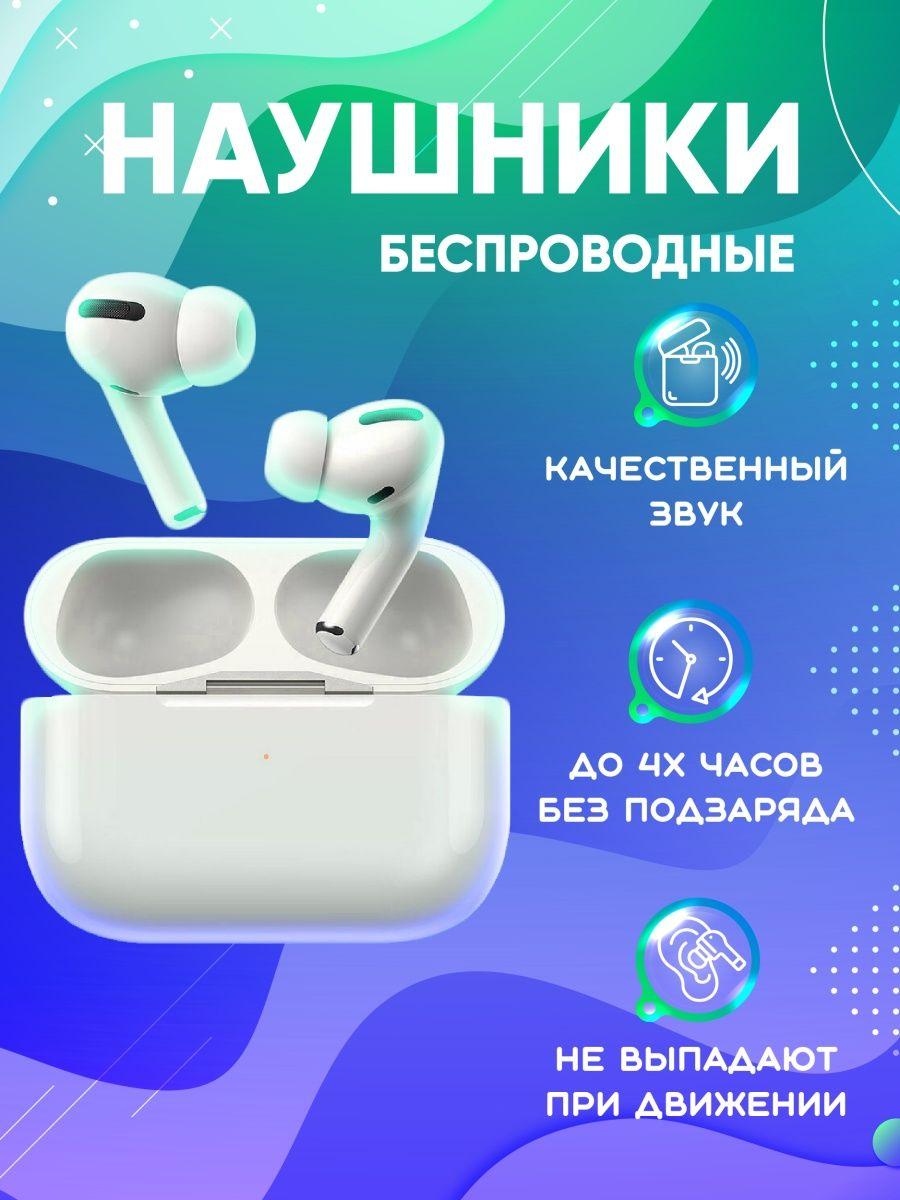 НАУШНИКИ
БЕСПРОВОДНЫЕ
КАЧЕСТВЕННЫЙ
ЗВУК
ДО 4Х ЧАСОВ
БЕЗ ПОДЗАРЯДА
НЕ ВЫПАДАЮТ
ПРИ ДВИЖЕНИИ